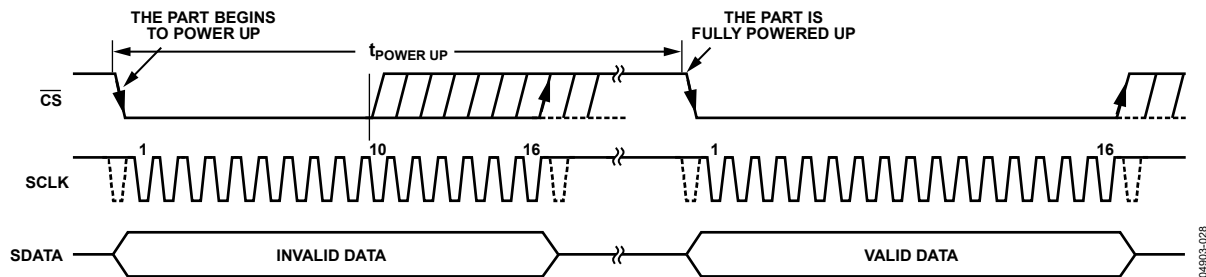 THE PART BEGINS
TO POWER UP
THE PART IS
FULLY POWERED UP
tPOWER UP
CS
SCLK
1
10
16
1
16
SDATA
INVALID DATA
VALID DATA
04903-028